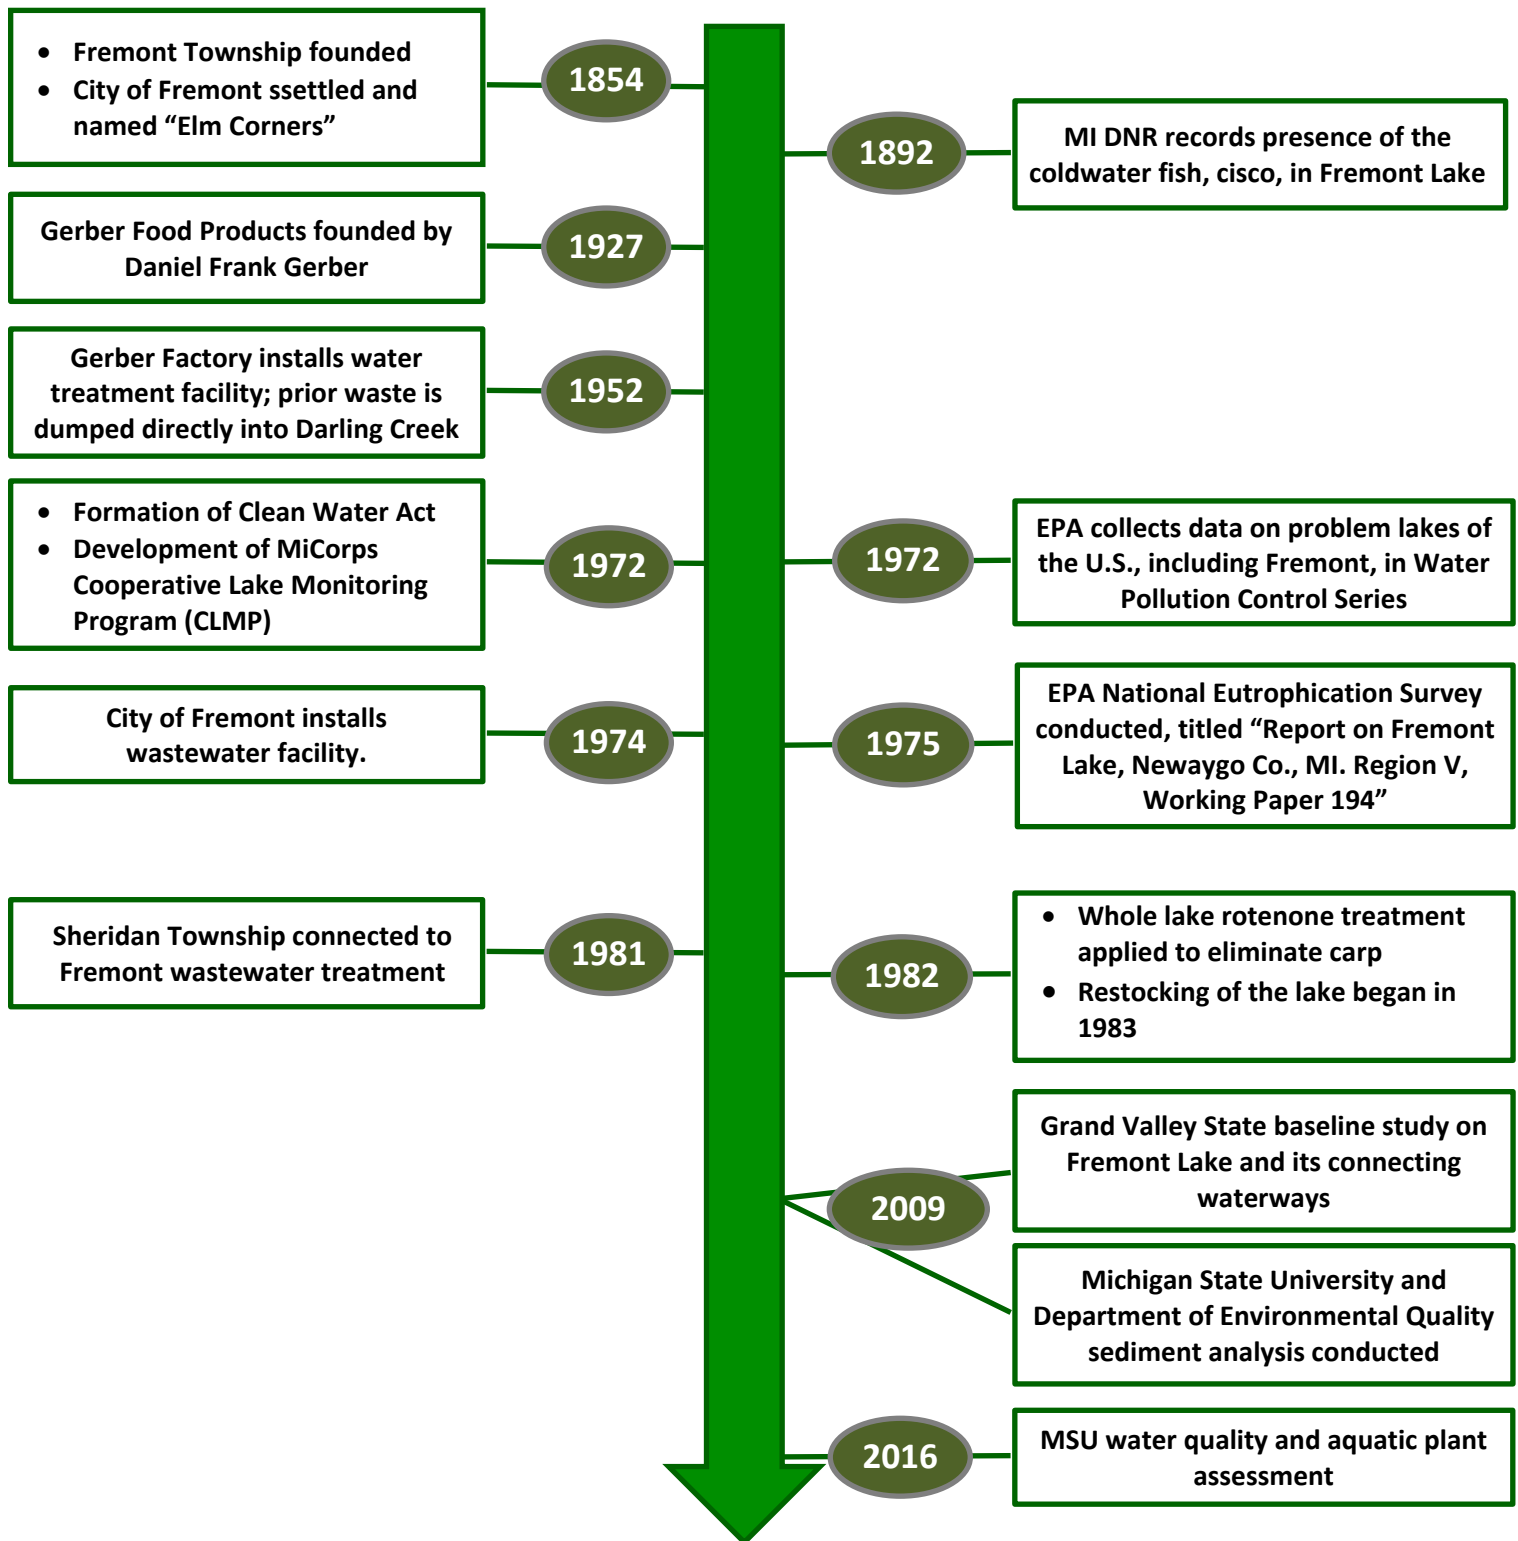 • Fremont Township founded
• City of Fremont ssettled and
named “Elm Corners”
1854
1892
MI DNR records presence of the
coldwater fish, cisco, in Fremont Lake
Gerber Food Products founded by
Daniel Frank Gerber
1927
Gerber Factory installs water
treatment facility; prior waste is
dumped directly into Darling Creek
1952
• Formation of Clean Water Act
• Development of MiCorps
Cooperative Lake Monitoring
Program (CLMP)
1972
1972
EPA collects data on problem lakes of
the U.S., including Fremont, in Water
Pollution Control Series
City of Fremont installs
wastewater facility.
1974
1975
EPA National Eutrophication Survey
conducted, titled “Report on Fremont
Lake, Newaygo Co., MI. Region V,
Working Paper 194”
Sheridan Township connected to
Fremont wastewater treatment
1981
1982
• Whole lake rotenone treatment
applied to eliminate carp
• Restocking of the lake began in
1983
2009
Grand Valley State baseline study on
Fremont Lake and its connecting
waterways
Michigan State University and
Department of Environmental Quality
sediment analysis conducted
2016
MSU water quality and aquatic plant
assessment